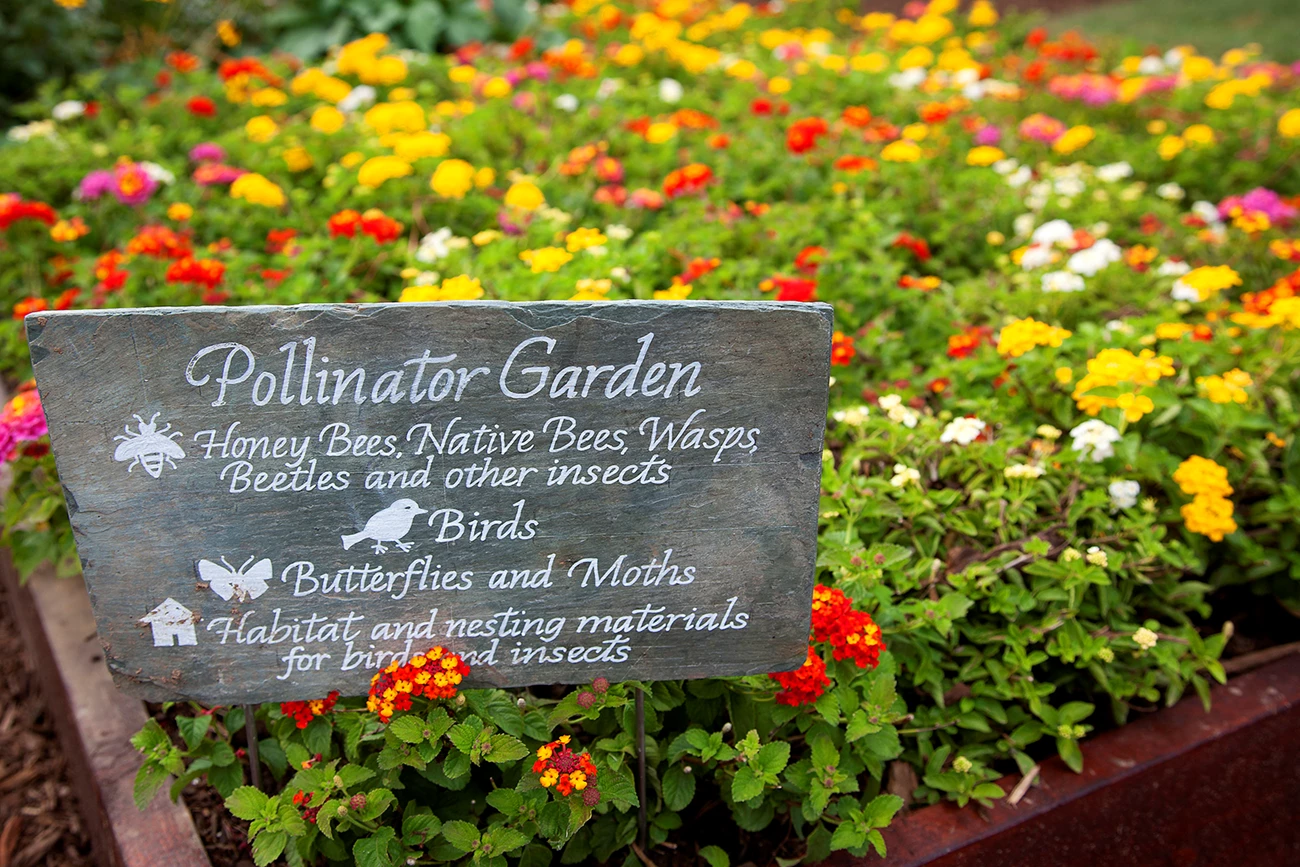 Pollinator Garden
Honey Bees, Native Bees, Wasps,
Beetles and other insects
Birds
Butterflies and Moths
Habitat and nesting materials
for birds and insects